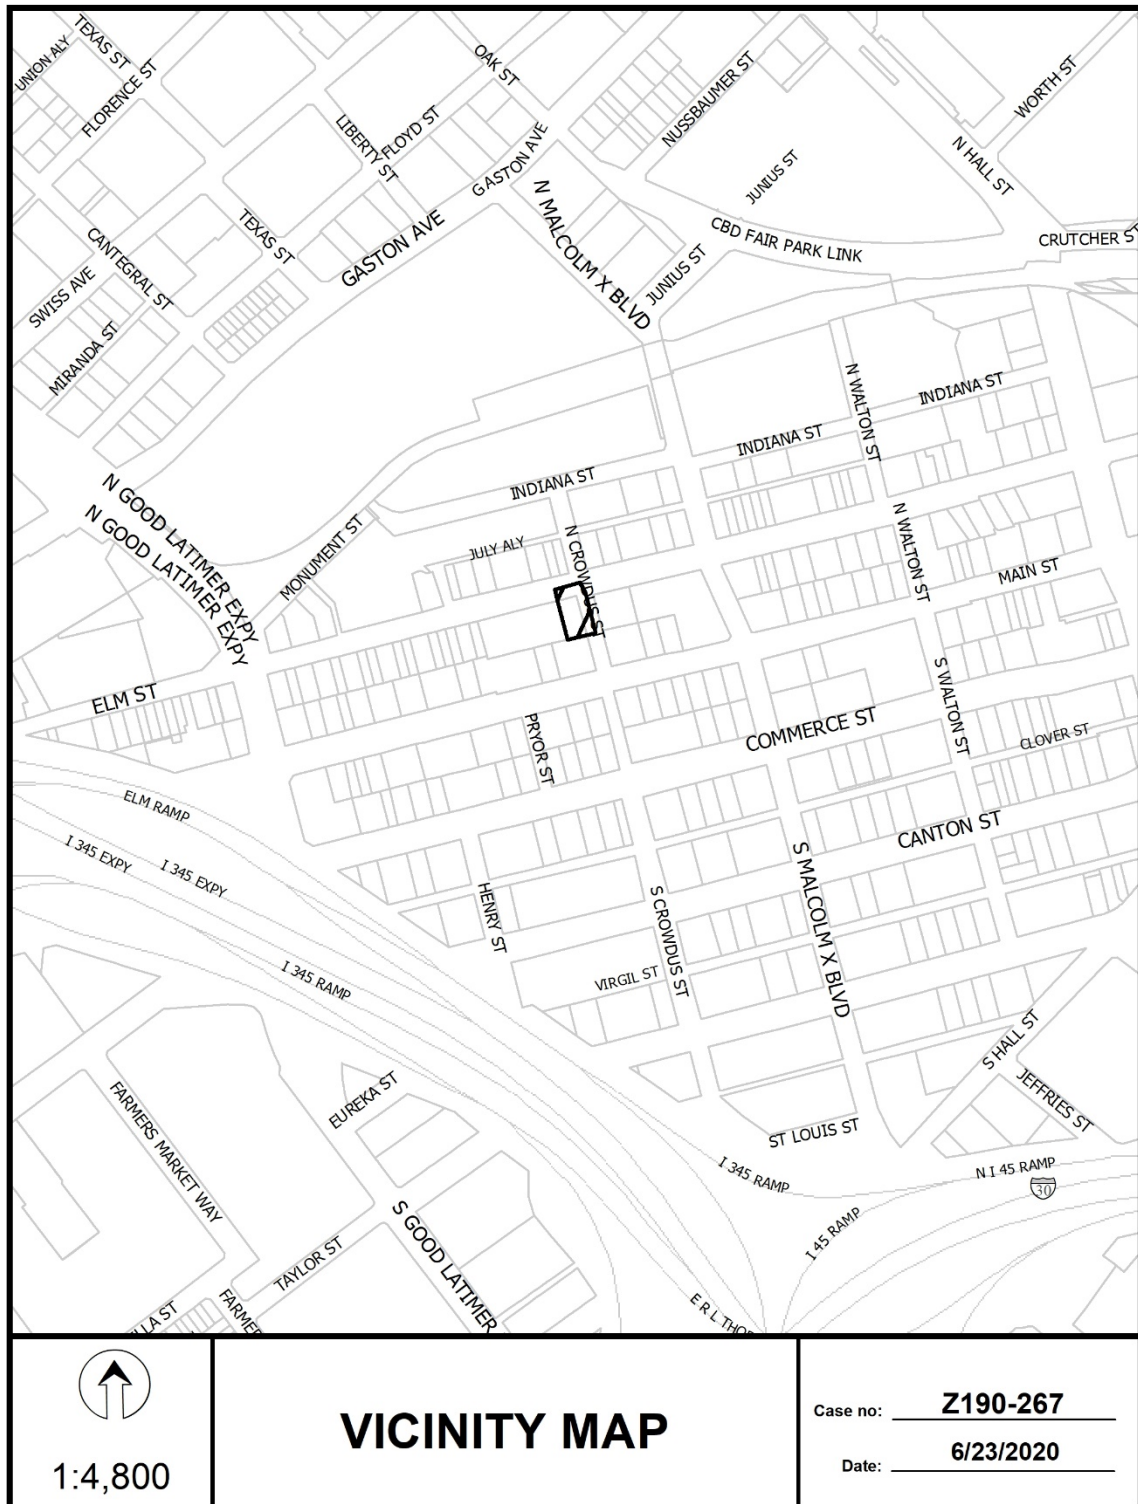 TEXAS ST
UNION ALY
FLORENCE ST
OAK ST
NUSSBAUMER ST
WORTH ST
LIBERTY ST
FLOYD ST
GASTON AVE
N HALL ST
JUNIUS ST
N MALCOLM X BLVD
CBD FAIR PARK LINK
CRUTCHER ST
TEXAS ST
CANTEGRAL ST
GASTON AVE
JUNIUS ST
SWISS AVE
MIRANDA ST
N WALTON ST
INDIANA ST
INDIANA ST
INDIANA ST
N GOOD LATIMER EXPY
N GOOD LATIMER EXPY
MONUMENT ST
JULY ALY
N CROWDUS ST
N WALTON ST
MAIN ST
ELM ST
PRYOR ST
COMMERCE ST
S WALTON ST
CLOVER ST
ELM RAMP
I 345 EXPY
I 345 EXPY
CANTON ST
S MALCOLM X BLVD
HENRY ST
S CROWDUS ST
VIRGIL ST
I 345 RAMP
S HALL ST
JEFFRIES ST
EUREKA ST
FARMERS MARKET WAY
ST LOUIS ST
I 345 RAMP
N I 45 RAMP
30
I 45 RAMP
S GOOD LATIMER
TAYLOR ST
FARMER
LLA ST
E R L THO
1:4,800
VICINITY MAP
Case no: Z190-267
Date: 6/23/2020